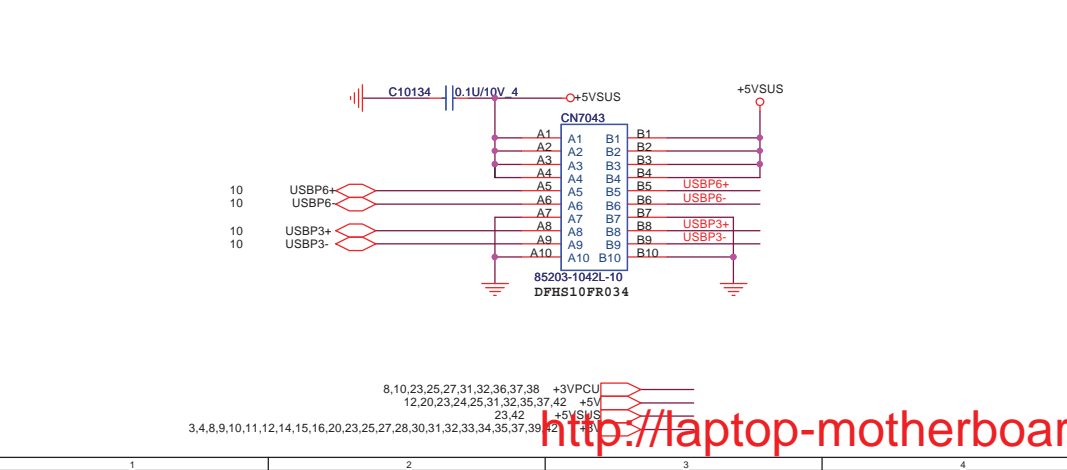 C10134 0.1U/10V_4 +5VSUS +5VSUS
CN7043
A1 A1 B1 B1
A2 A2 B2 B2
A3 A3 B3 B3
A4 A4 B4 B4
10 USBP6+ A5 A5 B5 B5 USBP6+
10 USBP6- A6 A6 B6 B6 USBP6-
A7 A7 B7 B7
10 USBP3+ A8 A8 B8 B8 USBP3+
10 USBP3- A9 A9 B9 B9 USBP3-
A10 A10 B10 B10
85203-1042L-10
DFHS10FR034
8,10,23,25,27,31,32,36,37,38 +3VPCU
12,20,23,24,25,31,32,35,37,42 +5V
23,42 +5VSUS
3,4,8,9,10,11,12,14,15,16,20,23,25,27,28,30,31,32,33,34,35,37,39,42 +3V
http://laptop-motherboar
1 2 3 4